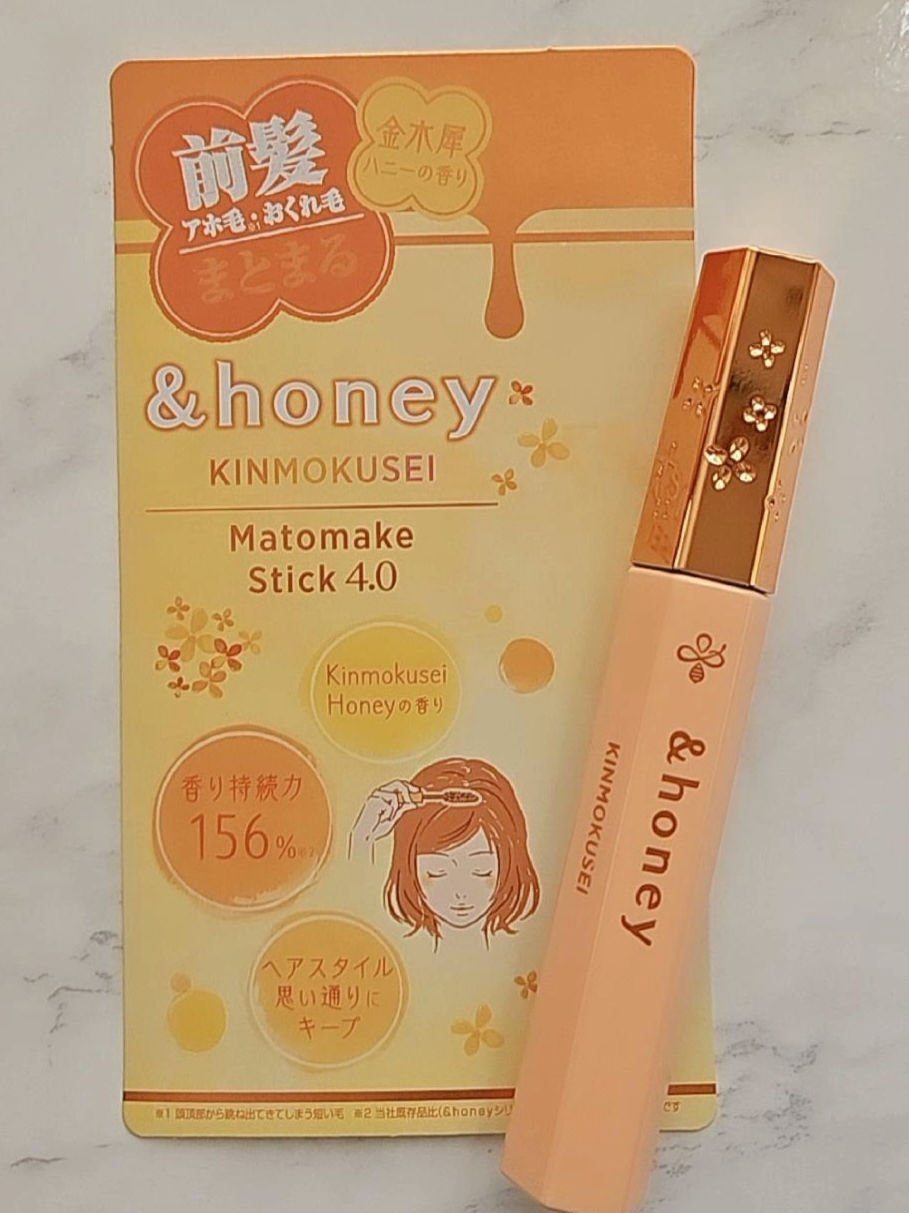 前髪
アホ毛※1・おくれ毛
まとまる
金木犀
ハニーの香り
&honey
KINMOKUSEI
Matomake
Stick 4.0
Kinmokusei
Honeyの香り
香り持続力
156%※2
ヘアスタイル
思い通りに
キープ
※1 頭頂部から跳ね出てきてしまう短い毛 ※2 当社既存品比(&honeyシリ
です
&honey
KINMOKUSEI